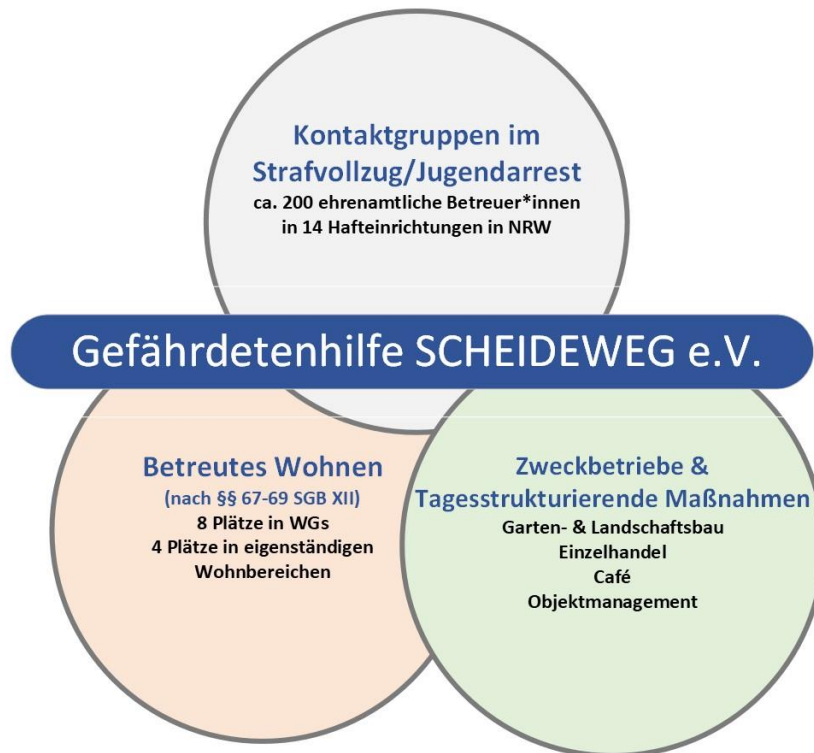 Kontaktgruppen im
Strafvollzug/Jugendarrest
ca. 200 ehrenamtliche Betreuer*innen
in 14 Hafteinrichtungen in NRW
Gefährdetenhilfe SCHEIDEWEG e.V.
Betreutes Wohnen
(nach §§ 67-69 SGB XII)
8 Plätze in WGs
4 Plätze in eigenständigen
Wohnbereichen
Zweckbetriebe &
Tagesstrukturierende Maßnahmen
Garten- & Landschaftsbau
Einzelhandel
Café
Objektmanagement